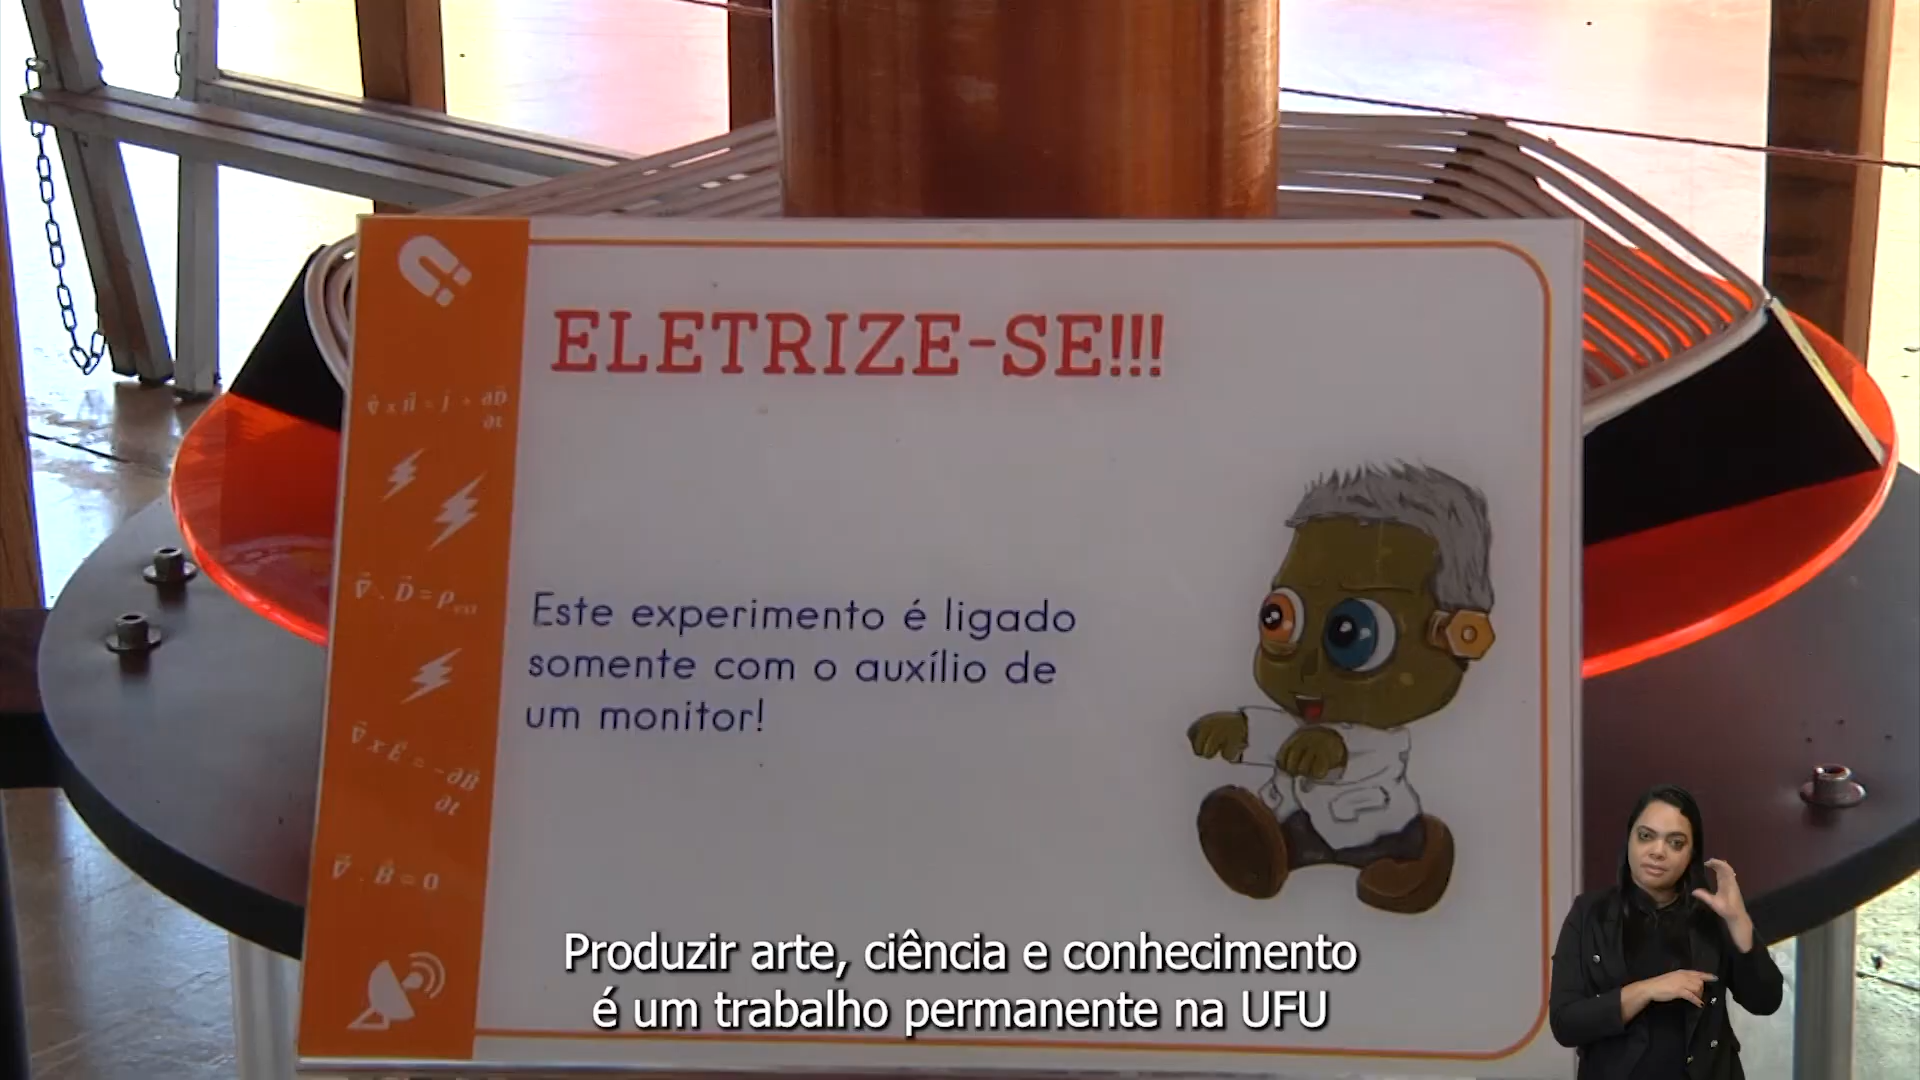 ELETRIZE-SE!!!
∇⃗ x H⃗ = j⃗ + ∂D⃗
∂t
∇⃗ . D⃗ = ρ
∇⃗ x E⃗ = -∂B⃗
∂t
∇⃗ . B⃗ = 0
Este experimento é ligado
somente com o auxílio de
um monitor!
Produzir arte, ciência e conhecimento
é um trabalho permanente na UFU